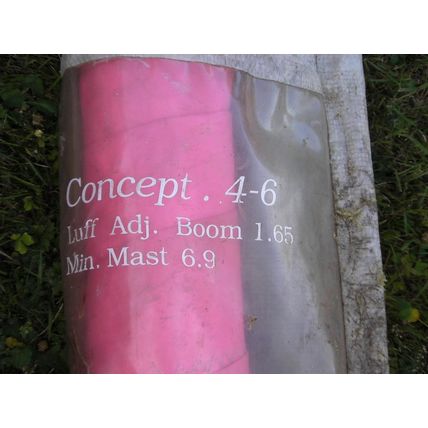 Concept . 4-6
Luff Adj. Boom 1.65
Min. Mast 6.9